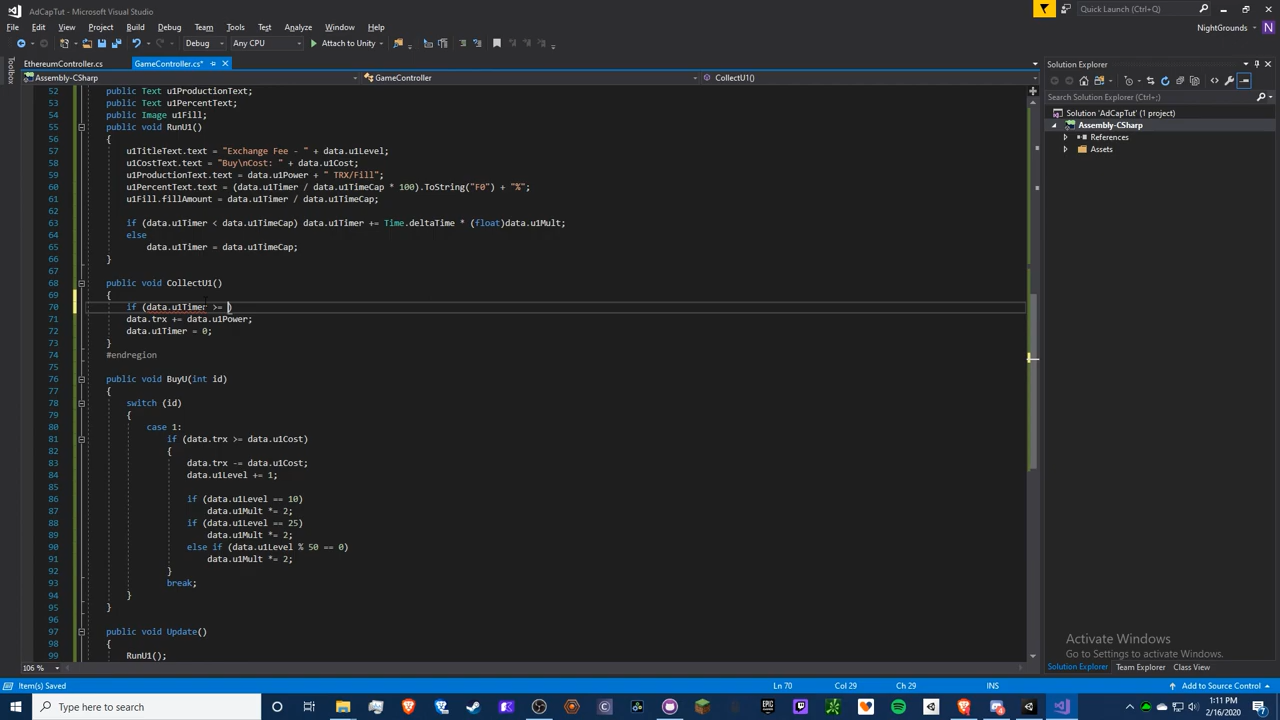 AdCapTut - Microsoft Visual Studio
Quick Launch (Ctrl+Q)
File Edit View Project Build Debug Team Tools Test Analyze Window Help
NightGrounds N
Debug Any CPU Attach to Unity
Toolbox
EthereumController.cs GameController.cs*
Assembly-CSharp GameController CollectU1()
52 public Text u1ProductionText;
53 public Text u1PercentText;
54 public Image u1Fill;
55 public void RunU1()
56 {
57 u1TitleText.text = "Exchange Fee - " + data.u1Level;
58 u1CostText.text = "Buy\nCost: " + data.u1Cost;
59 u1ProductionText.text = data.u1Power + " TRX/Fill";
60 u1PercentText.text = (data.u1Timer / data.u1TimeCap * 100).ToString("F0") + "%";
61 u1Fill.fillAmount = data.u1Timer / data.u1TimeCap;
62
63 if (data.u1Timer < data.u1TimeCap) data.u1Timer += Time.deltaTime * (float)data.u1Mult;
64 else
65 data.u1Timer = data.u1TimeCap;
66 }
67
68 public void CollectU1()
69 {
70 if (data.u1Timer >= )
71 data.trx += data.u1Power;
72 data.u1Timer = 0;
73 }
74 #endregion
75
76 public void BuyU(int id)
77 {
78 switch (id)
79 {
80 case 1:
81 if (data.trx >= data.u1Cost)
82 {
83 data.trx -= data.u1Cost;
84 data.u1Level += 1;
85
86 if (data.u1Level == 10)
87 data.u1Mult *= 2;
88 if (data.u1Level == 25)
89 data.u1Mult *= 2;
90 else if (data.u1Level % 50 == 0)
91 data.u1Mult *= 2;
92 }
93 break;
94 }
95 }
96
97 public void Update()
98 {
99 RunU1();
Solution Explorer
Search Solution Explorer (Ctrl+;)
Solution 'AdCapTut' (1 project)
Assembly-CSharp
References
Assets
Activate Windows
Go to Settings to activate Windows.
Solution Explorer Team Explorer Class View
106 %
Item(s) Saved Ln 70 Col 29 Ch 29 INS Add to Source Control
Type here to search
1:11 PM
2/16/2020